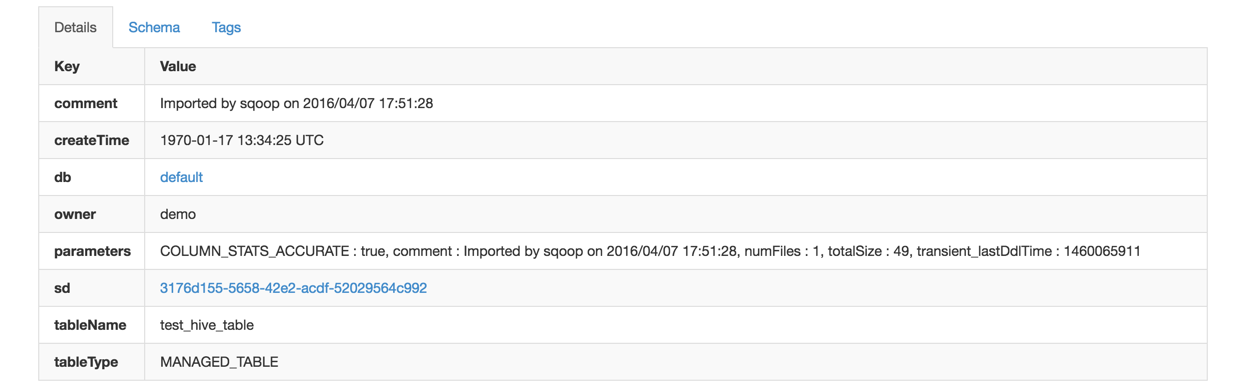 Details Schema Tags
Key Value
comment Imported by sqoop on 2016/04/07 17:51:28
createTime 1970-01-17 13:34:25 UTC
db default
owner demo
parameters COLUMN_STATS_ACCURATE : true, comment : Imported by sqoop on 2016/04/07 17:51:28, numFiles : 1, totalSize : 49, transient_lastDdlTime : 1460065911
sd 3176d155-5658-42e2-acdf-52029564c992
tableName test_hive_table
tableType MANAGED_TABLE